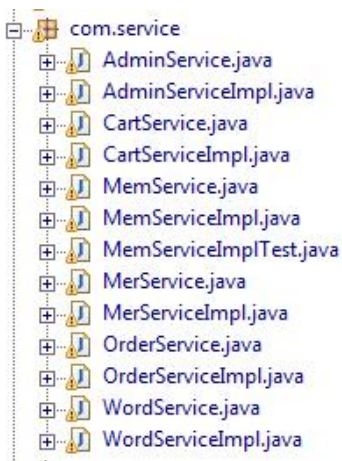 com.service
AdminService.java
AdminServiceImpl.java
CartService.java
CartServiceImpl.java
MemService.java
MemServiceImpl.java
MemServiceImplTest.java
MerService.java
MerServiceImpl.java
OrderService.java
OrderServiceImpl.java
WordService.java
WordServiceImpl.java